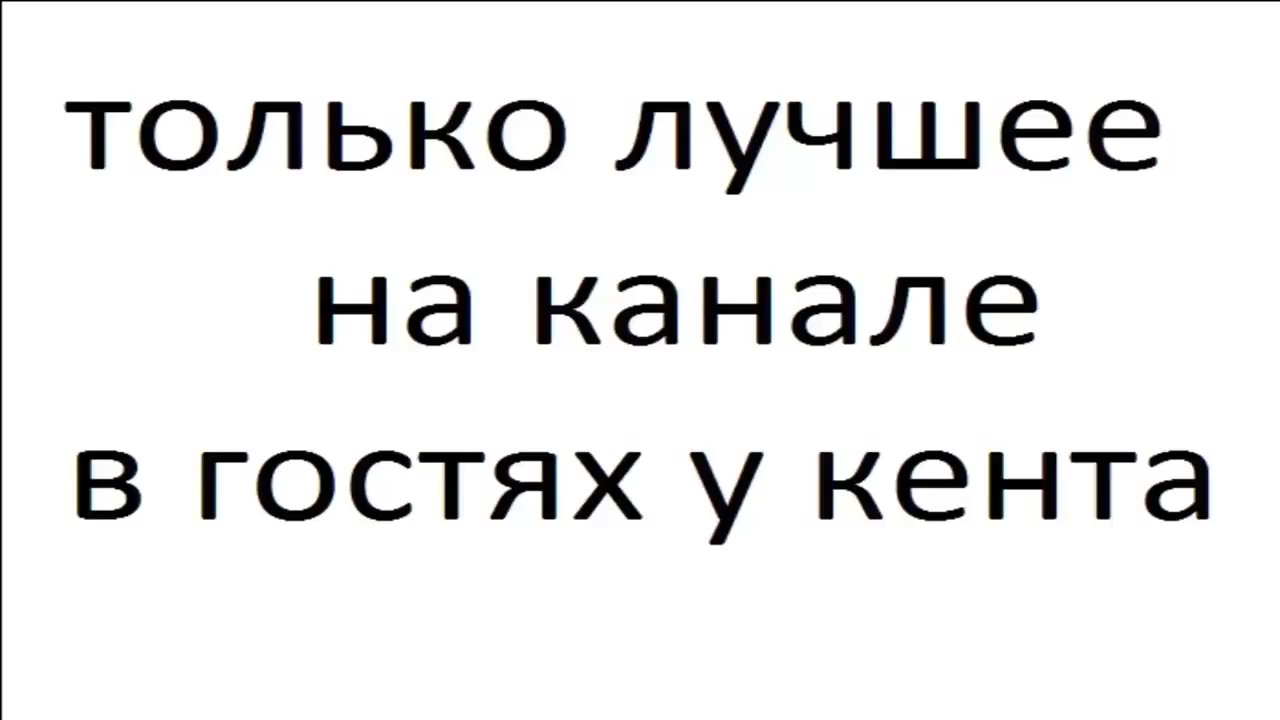 только лучшее
на канале
в гостях у кента